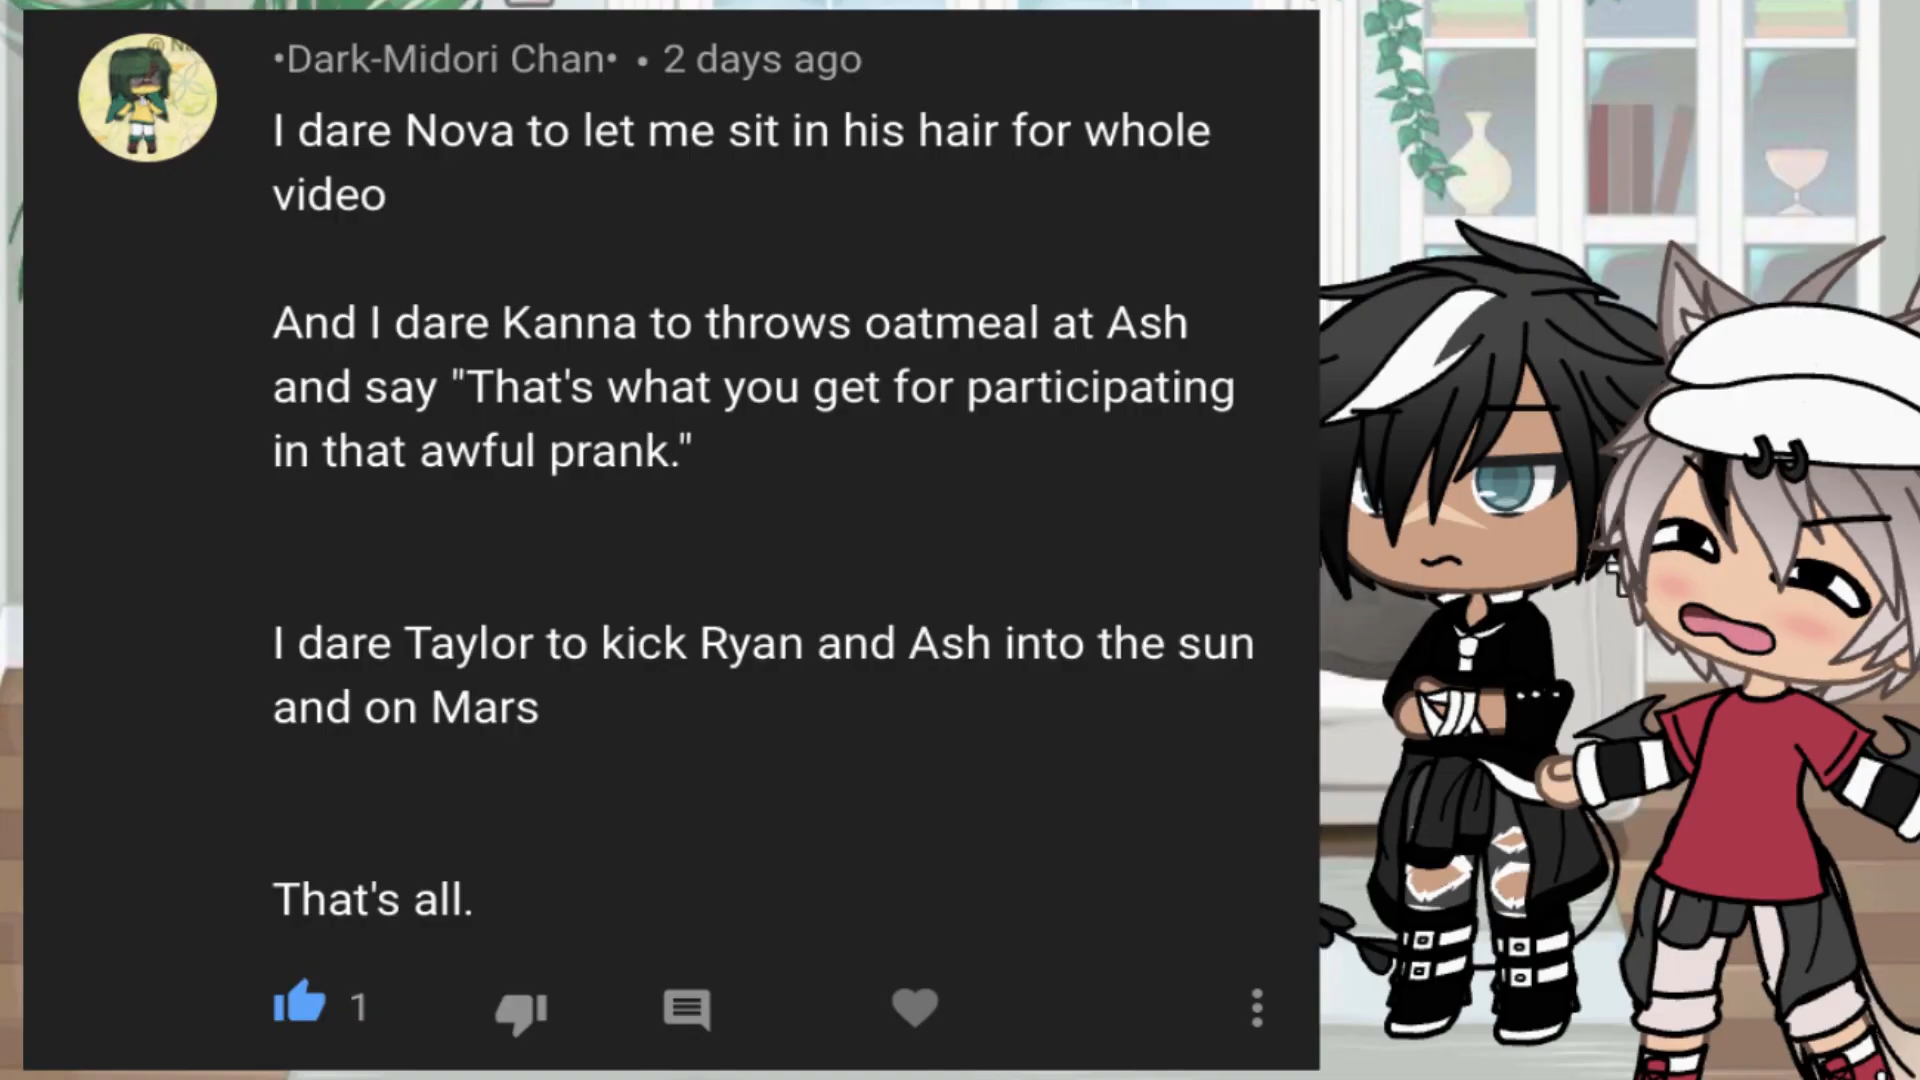 •Dark-Midori Chan• • 2 days ago
I dare Nova to let me sit in his hair for whole
video
And I dare Kanna to throws oatmeal at Ash
and say "That's what you get for participating
in that awful prank."
I dare Taylor to kick Ryan and Ash into the sun
and on Mars
That's all.
1